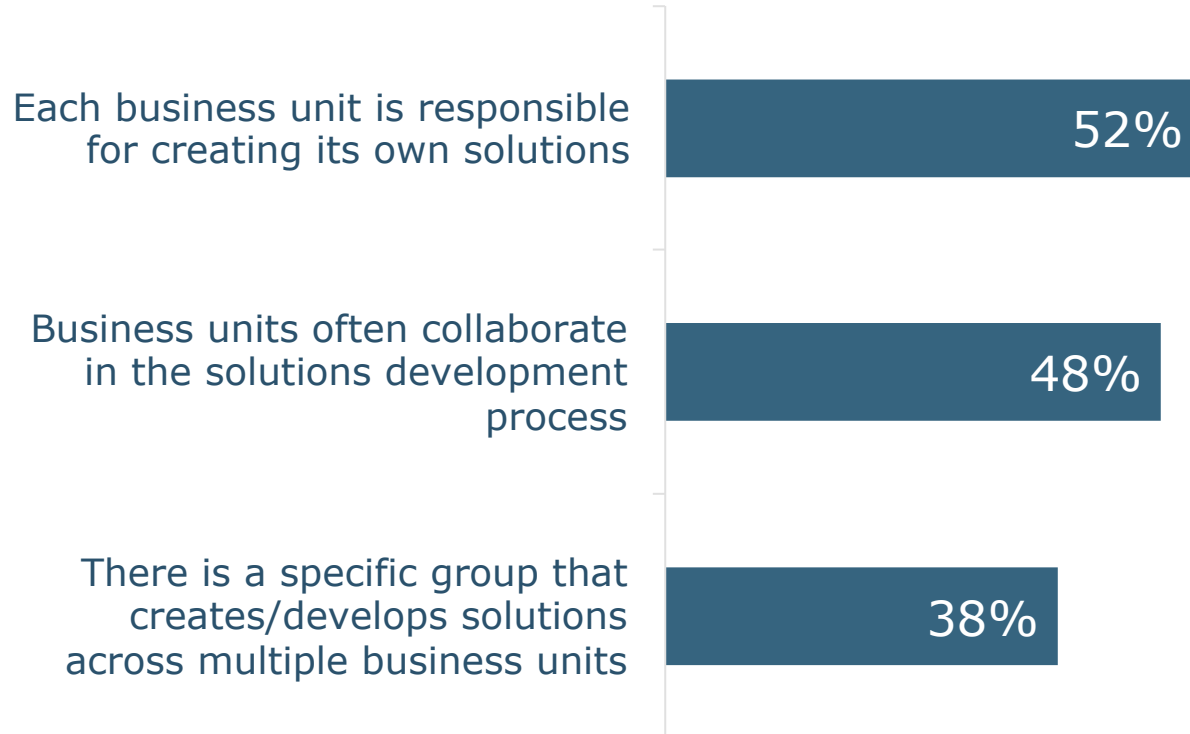 Each business unit is responsible
for creating its own solutions
52%
Business units often collaborate
in the solutions development
process
48%
There is a specific group that
creates/develops solutions
across multiple business units
38%